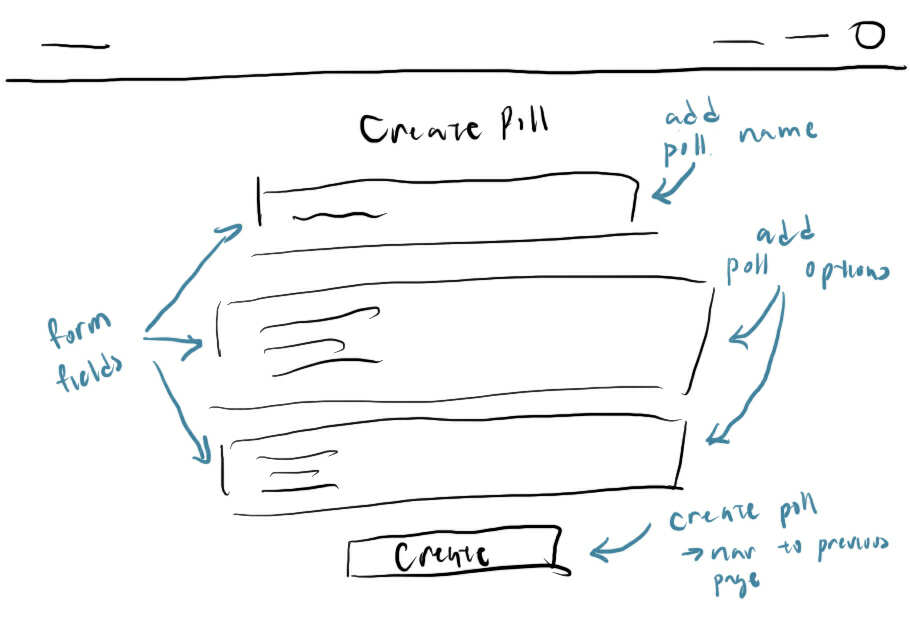 Create Poll
add
poll name
add
poll options
form
fields
Create
create poll
→ nav to previous
page